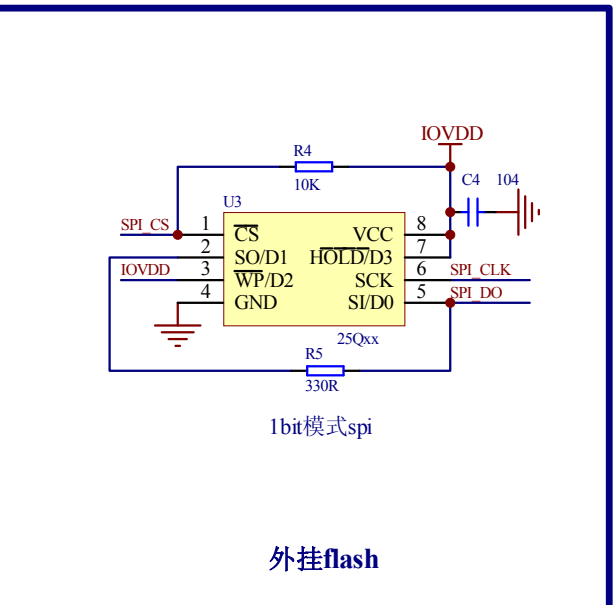 IOVDD
R4
10K
C4 104
U3
SPI_CS 1 CS VCC 8
2 SO/D1 HOLD/D3 7
IOVDD 3 WP/D2 SCK 6 SPI_CLK
4 GND SI/D0 5 SPI_DO
25Qxx
R5
330R
1bit模式spi
外挂flash